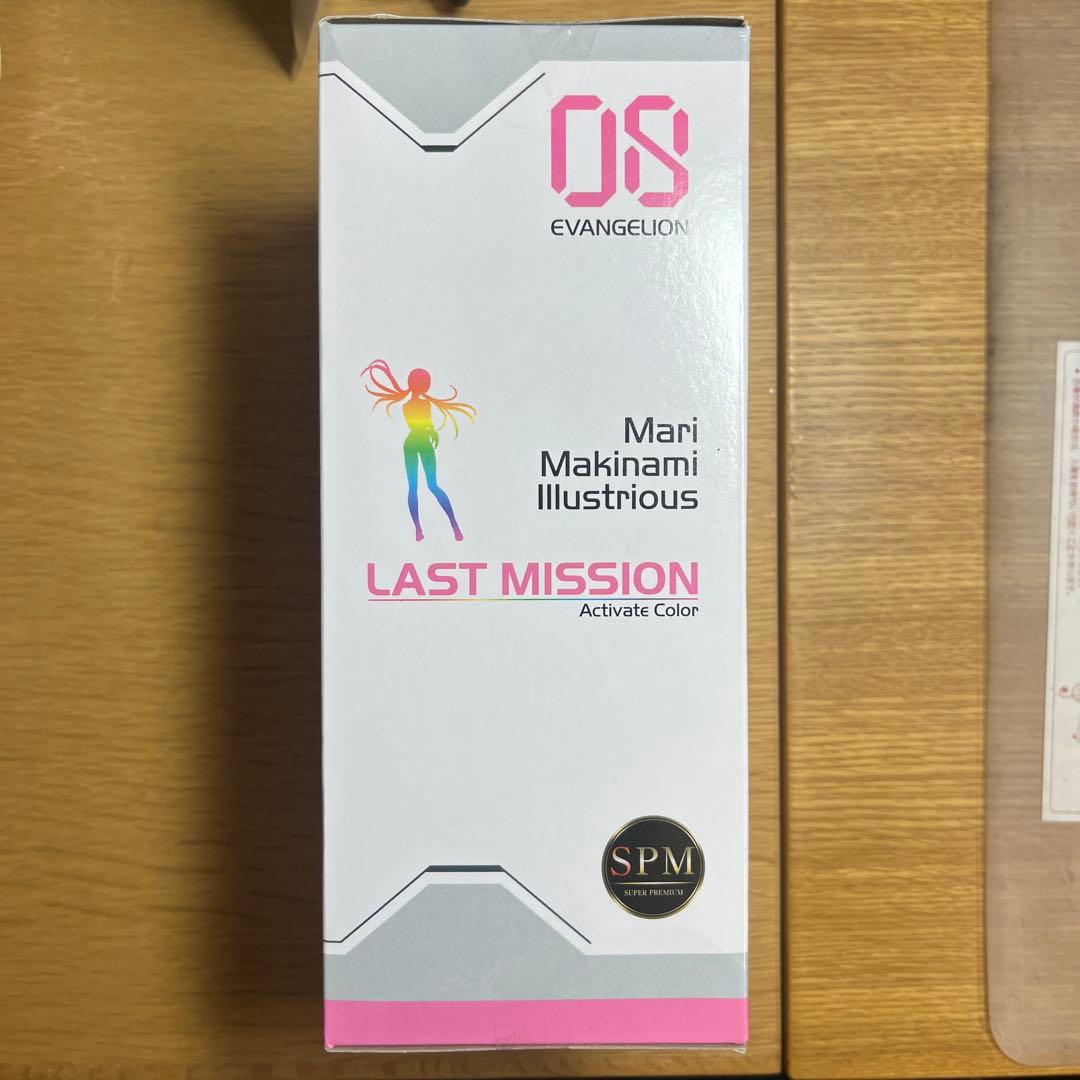 08
EVANGELION
Mari
Makinami
Illustrious
LAST MISSION
Activate Color
SPM
SUPER PREMIUM